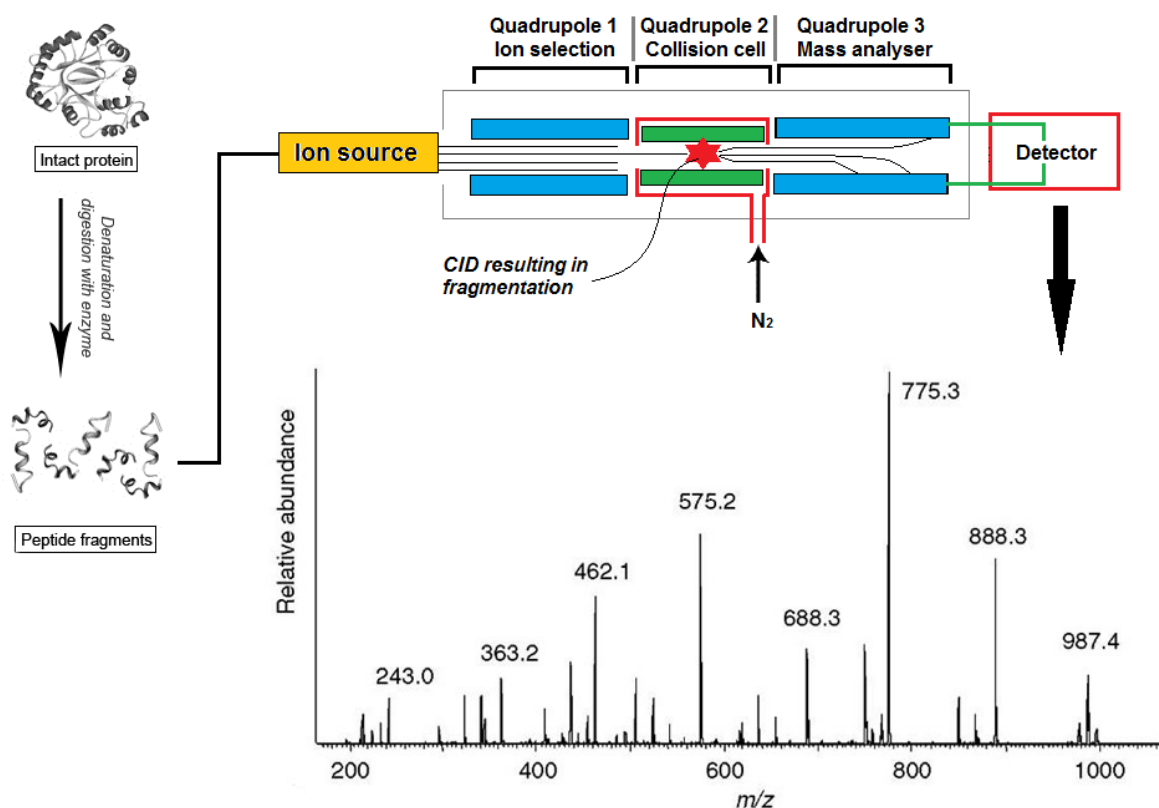 Quadrupole 1
Ion selection
Quadrupole 2
Collision cell
Quadrupole 3
Mass analyser
Intact protein
Ion source
Detector
Denaturation and
digestion with enzyme
CID resulting in
fragmentation
N₂
Peptide fragments
Relative abundance
243.0
363.2
462.1
575.2
688.3
775.3
888.3
987.4
200
400
600
800
1000
m/z